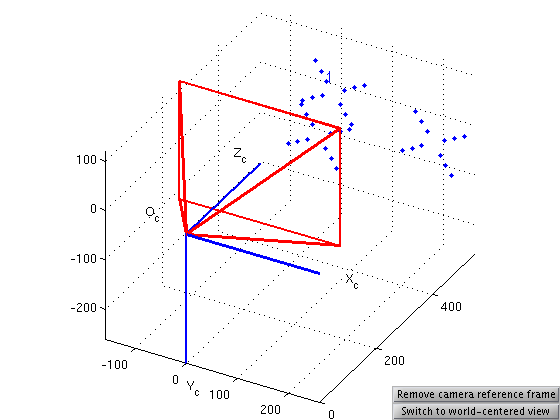 1
Z_c
100
O_c
0
-100
X_c
-200
400
200
-100
0
Y_c
100
200
0
Remove camera reference frame
Switch to world-centered view